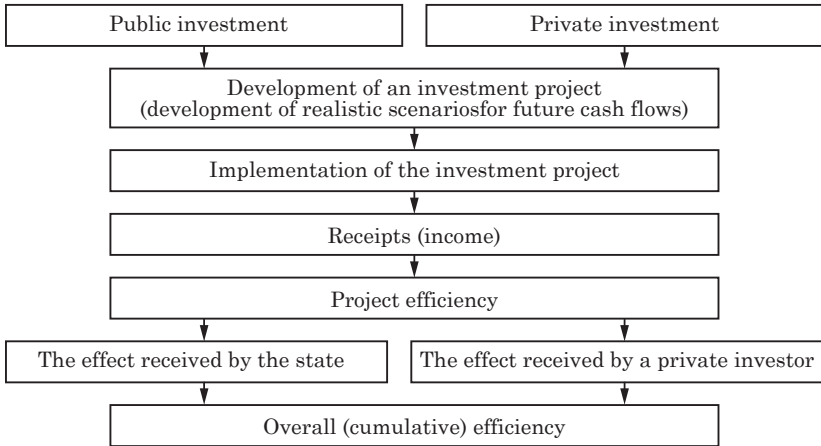 Public investment
Private investment
Development of an investment project
(development of realistic scenariosfor future cash flows)
Implementation of the investment project
Receipts (income)
Project efficiency
The effect received by the state
The effect received by a private investor
Overall (cumulative) efficiency